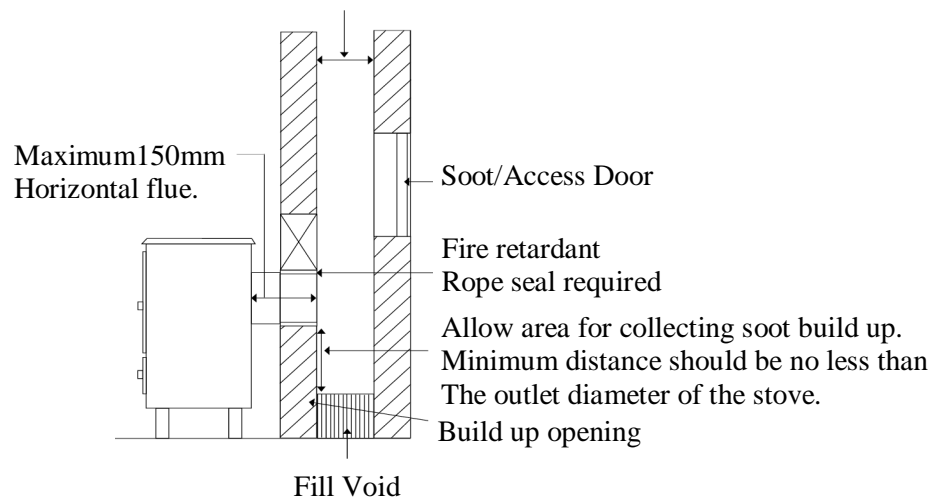 Maximum150mm
Horizontal flue.
Soot/Access Door
Fire retardant
Rope seal required
Allow area for collecting soot build up.
Minimum distance should be no less than
The outlet diameter of the stove.
Build up opening
Fill Void